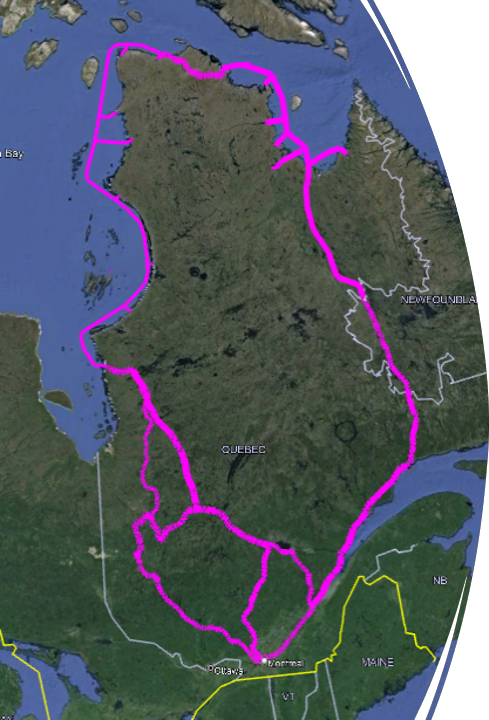 Bay
NEWFOUNDLA
QUEBEC
NB
Montreal
Ottawa
MAINE
VT